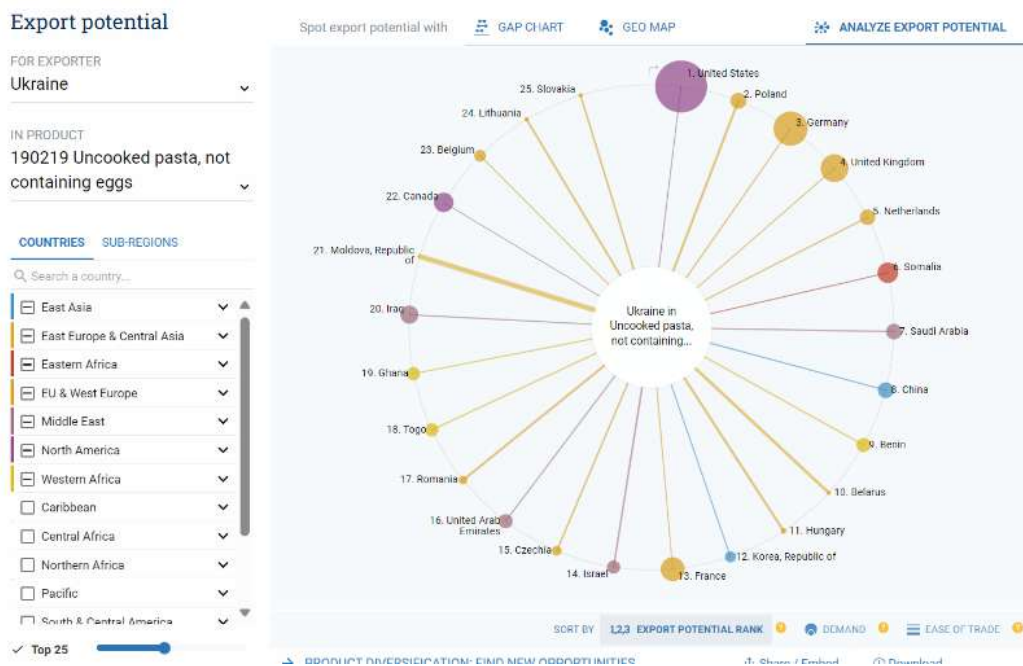 Export potential
Spot export potential with
GAP CHART
GEO MAP
ANALYZE EXPORT POTENTIAL
FOR EXPORTER
Ukraine
IN PRODUCT
190219 Uncooked pasta, not
containing eggs
COUNTRIES
SUB-REGIONS
Search a country...
East Asia
East Europe & Central Asia
Eastern Africa
EU & West Europe
Middle East
North America
Western Africa
Caribbean
Central Africa
Northern Africa
Pacific
South & Central America
Top 25
1. United States
2. Poland
3. Germany
4. United Kingdom
5. Netherlands
6. Somalia
7. Saudi Arabia
8. China
9. Benin
10. Belarus
11. Hungary
12. Korea, Republic of
13. France
14. Israel
15. Czechia
16. United Arab
Emirates
17. Romania
18. Togo
19. Ghana
20. Iraq
21. Moldova, Republic
of
22. Canada
23. Belgium
24. Lithuania
25. Slovakia
Ukraine in
Uncooked pasta,
not containing...
SORT BY
1,2,3 EXPORT POTENTIAL RANK
?
DEMAND
?
EASE OF TRADE
?
PRODUCT DIVERSIFICATION: FIND NEW OPPORTUNITIES
Share / Embed
Download